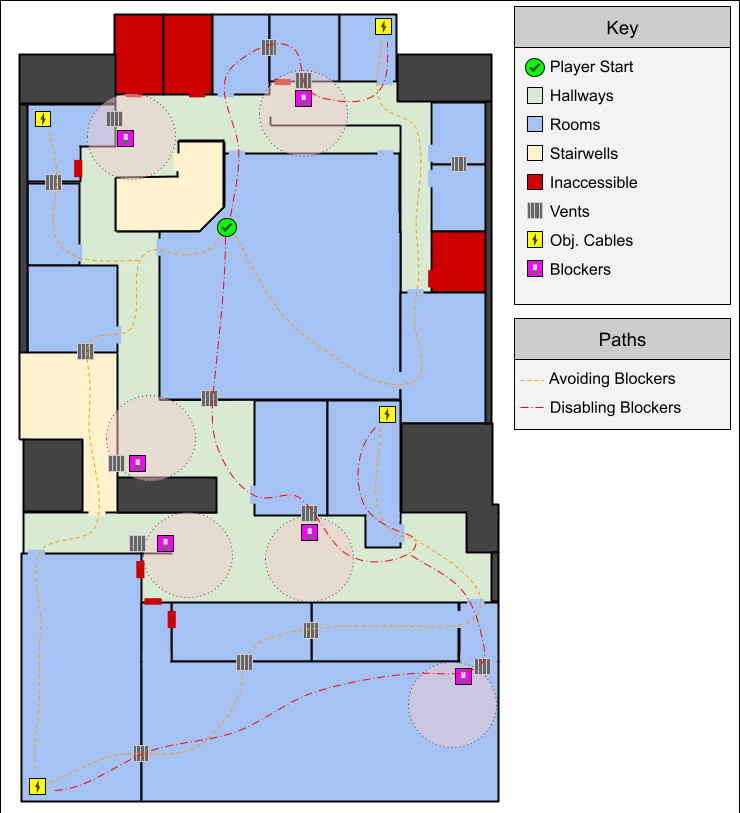 Key
Player Start
Hallways
Rooms
Stairwells
Inaccessible
Vents
Obj. Cables
Blockers
Paths
Avoiding Blockers
Disabling Blockers